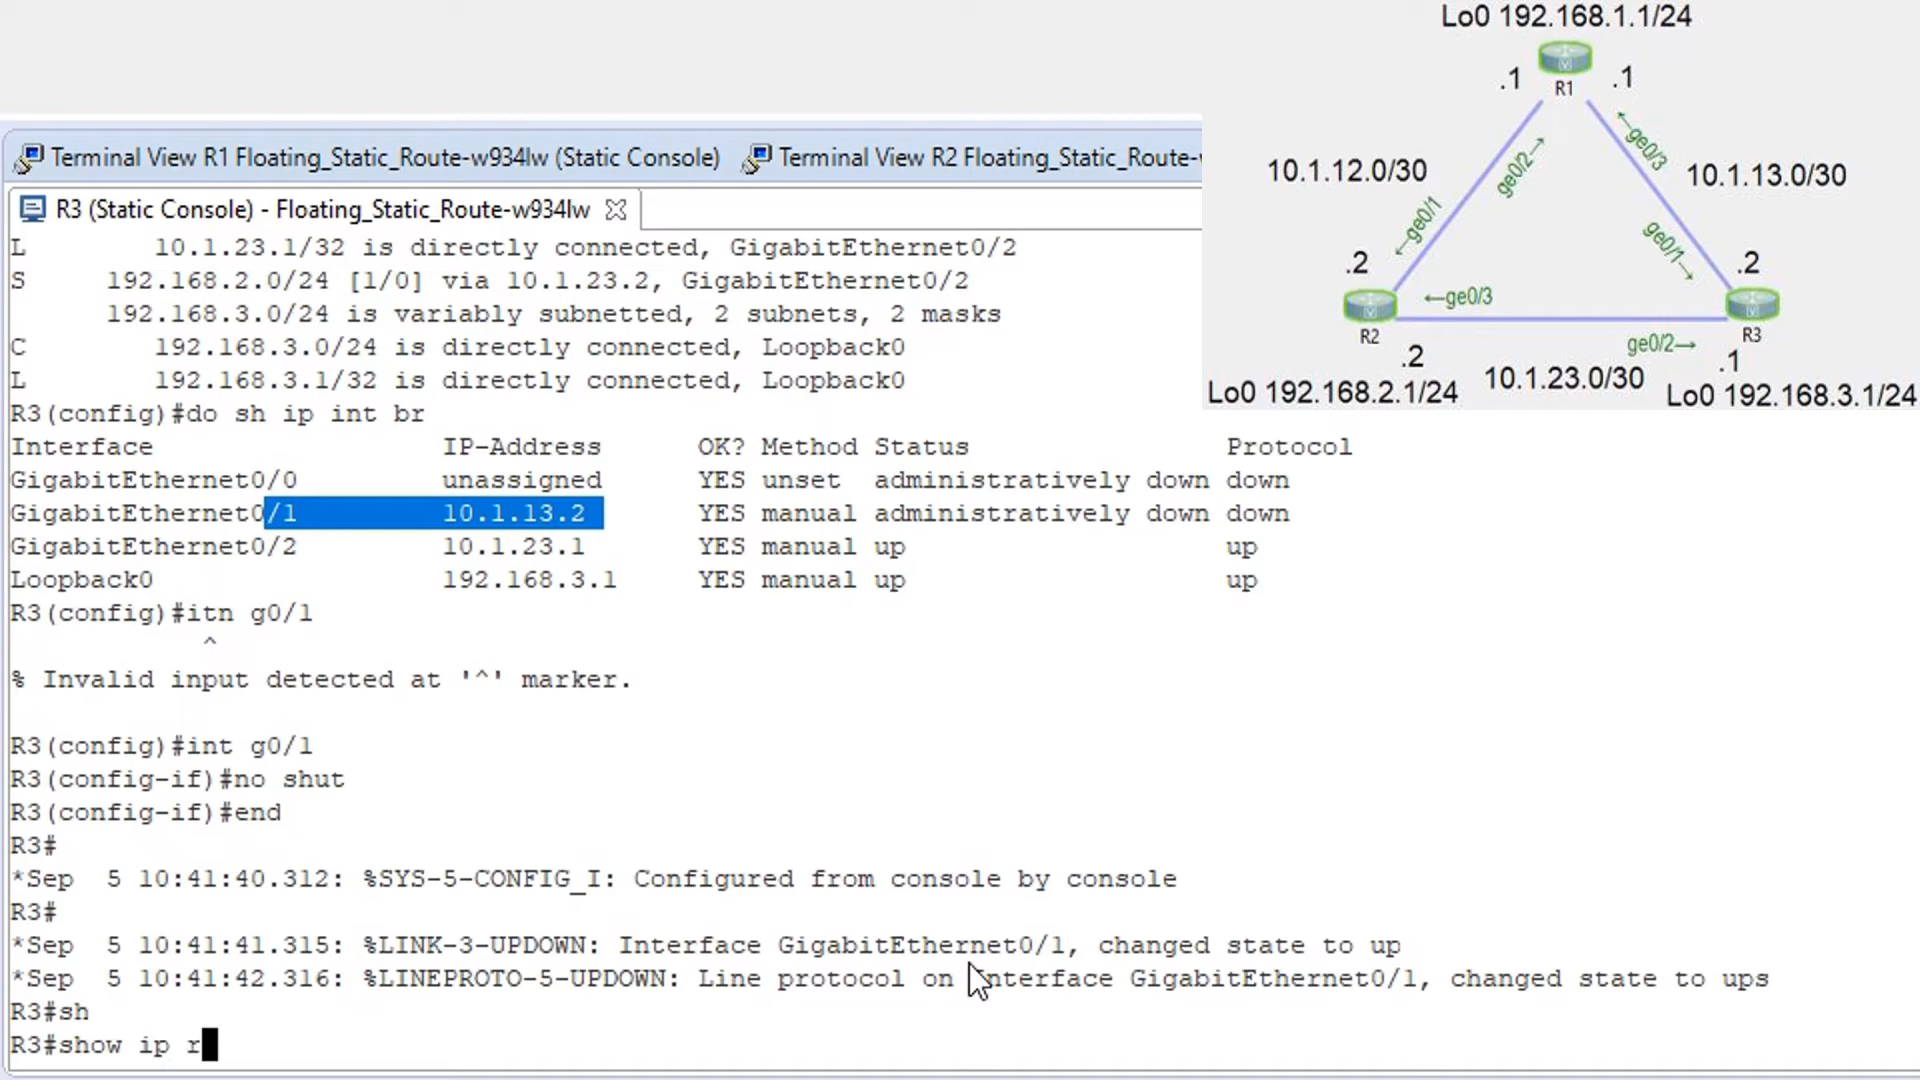 Lo0 192.168.1.1/24
.1
.1
R1
10.1.12.0/30
ge0/2→
←ge0/3
10.1.13.0/30
←ge0/1
ge0/1→
.2
.2
←ge0/3
R2
R3
ge0/2→
.2
.1
10.1.23.0/30
Lo0 192.168.2.1/24
Lo0 192.168.3.1/24
Terminal View R1 Floating_Static_Route-w934lw (Static Console)
Terminal View R2 Floating_Static_Route-w
R3 (Static Console) - Floating_Static_Route-w934lw
L 10.1.23.1/32 is directly connected, GigabitEthernet0/2
S 192.168.2.0/24 [1/0] via 10.1.23.2, GigabitEthernet0/2
192.168.3.0/24 is variably subnetted, 2 subnets, 2 masks
C 192.168.3.0/24 is directly connected, Loopback0
L 192.168.3.1/32 is directly connected, Loopback0
R3(config)#do sh ip int br
Interface IP-Address OK? Method Status Protocol
GigabitEthernet0/0 unassigned YES unset administratively down down
GigabitEthernet0/1 10.1.13.2 YES manual administratively down down
GigabitEthernet0/2 10.1.23.1 YES manual up up
Loopback0 192.168.3.1 YES manual up up
R3(config)#itn g0/1
^
% Invalid input detected at '^' marker.
R3(config)#int g0/1
R3(config-if)#no shut
R3(config-if)#end
R3#
*Sep 5 10:41:40.312: %SYS-5-CONFIG_I: Configured from console by console
R3#
*Sep 5 10:41:41.315: %LINK-3-UPDOWN: Interface GigabitEthernet0/1, changed state to up
*Sep 5 10:41:42.316: %LINEPROTO-5-UPDOWN: Line protocol on Interface GigabitEthernet0/1, changed state to ups
R3#sh
R3#show ip r